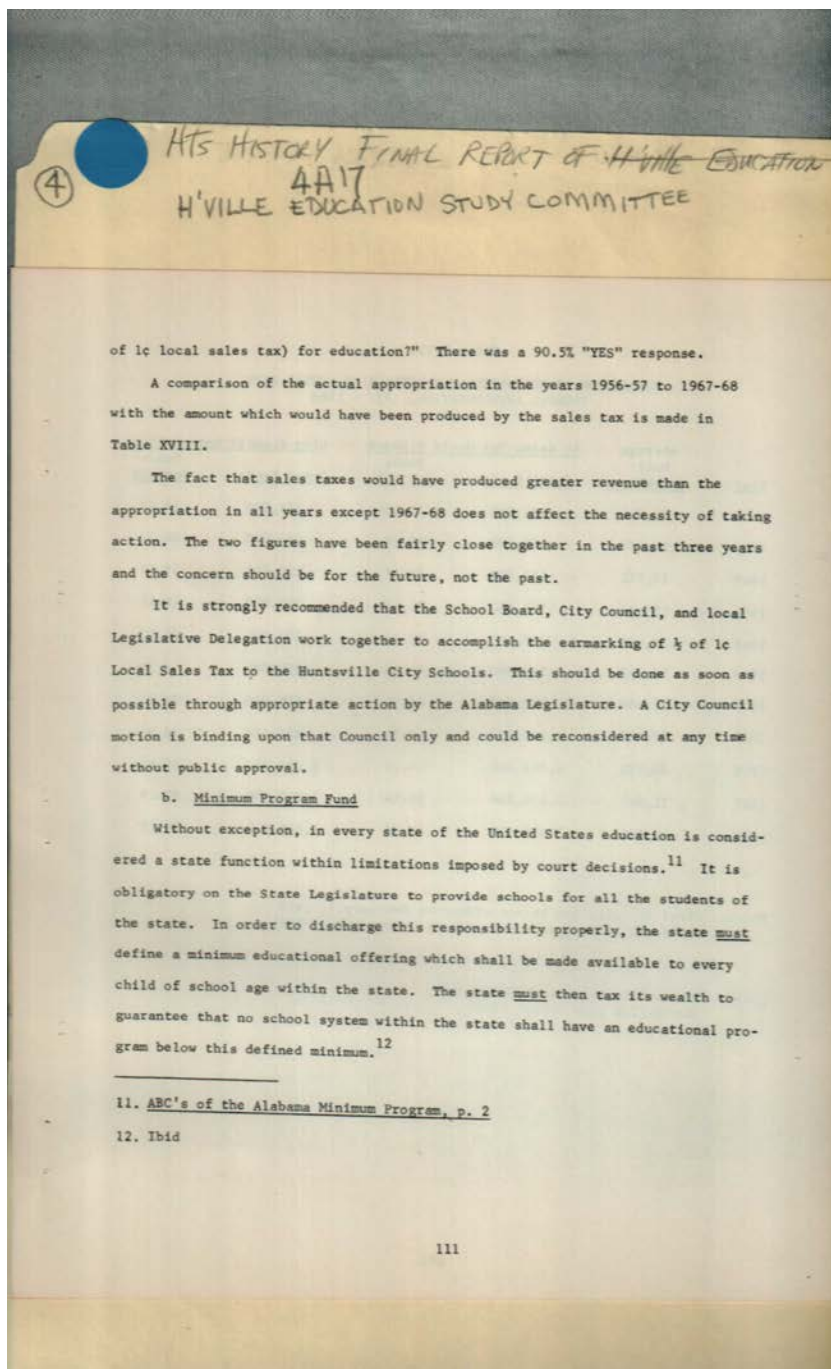 HTS HISTORY FINAL REPORT OF H'VILLE EDUCATION
4
4A17
H'VILLE EDUCATION STUDY COMMITTEE
of 1¢ local sales tax) for education?" There was a 90.5% "YES" response.
A comparison of the actual appropriation in the years 1956-57 to 1967-68
with the amount which would have been produced by the sales tax is made in
Table XVIII.
The fact that sales taxes would have produced greater revenue than the
appropriation in all years except 1967-68 does not affect the necessity of taking
action. The two figures have been fairly close together in the past three years
and the concern should be for the future, not the past.
It is strongly recommended that the School Board, City Council, and local
Legislative Delegation work together to accomplish the earmarking of ½ of 1¢
Local Sales Tax to the Huntsville City Schools. This should be done as soon as
possible through appropriate action by the Alabama Legislature. A City Council
motion is binding upon that Council only and could be reconsidered at any time
without public approval.
b. Minimum Program Fund
Without exception, in every state of the United States education is consid-
ered a state function within limitations imposed by court decisions.11 It is
obligatory on the State Legislature to provide schools for all the students of
the state. In order to discharge this responsibility properly, the state must
define a minimum educational offering which shall be made available to every
child of school age within the state. The state must then tax its wealth to
guarantee that no school system within the state shall have an educational pro-
gram below this defined minimum.12
11. ABC's of the Alabama Minimum Program, p. 2
12. Ibid
111